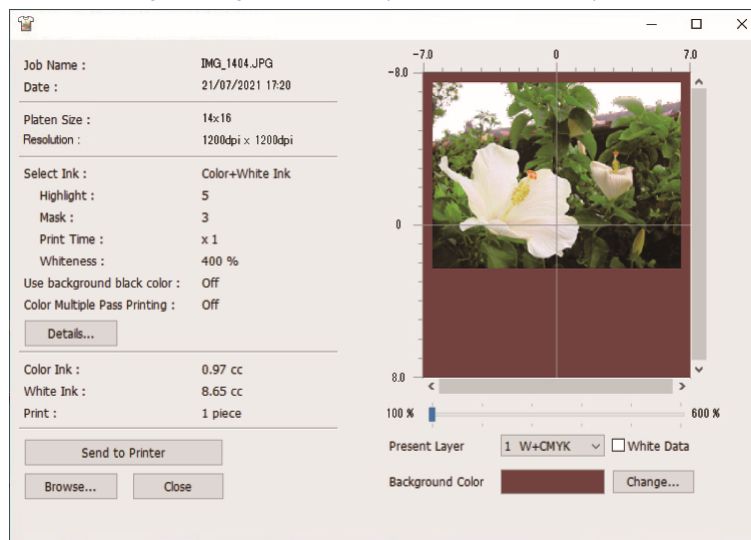 Job Name : IMG_1404.JPG
Date : 21/07/2021 17:20
Platen Size : 14×16
Resolution : 1200dpi × 1200dpi
Select Ink : Color+White Ink
Highlight : 5
Mask : 3
Print Time : x 1
Whiteness : 400 %
Use background black color : Off
Color Multiple Pass Printing : Off
Details...
Color Ink : 0.97 cc
White Ink : 8.65 cc
Print : 1 piece
Send to Printer
Browse... Close
-7.0 0 7.0
-8.0
0
8.0
100 % 600 %
Present Layer 1 W+CMYK White Data
Background Color Change...